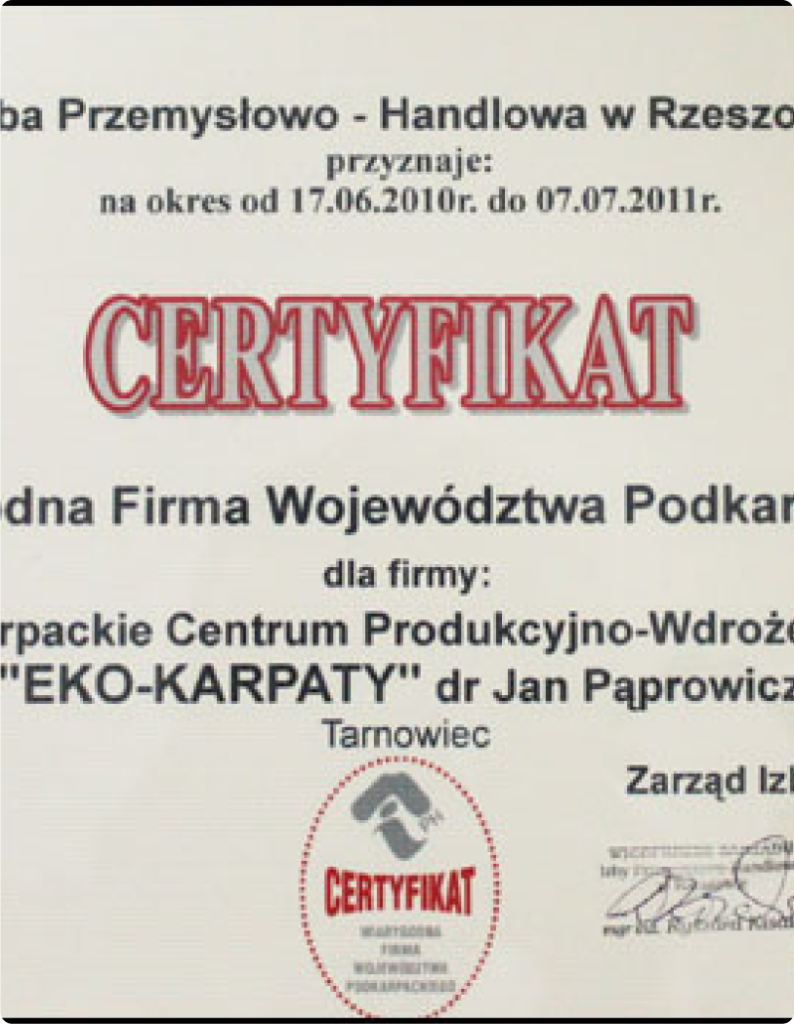 ba Przemysłowo - Handlowa w Rzeszo
przyznaje:
na okres od 17.06.2010r. do 07.07.2011r.
CERTYFIKAT
odna Firma Województwa Podkar
dla firmy:
rpackie Centrum Produkcyjno-Wdroże
"EKO-KARPATY" dr Jan Pąprowicz
Tarnowiec
Zarząd Izb
PH
CERTYFIKAT
WIARYGODNA
FIRMA
WOJEWÓDZTWA
PODKARPACKIEGO